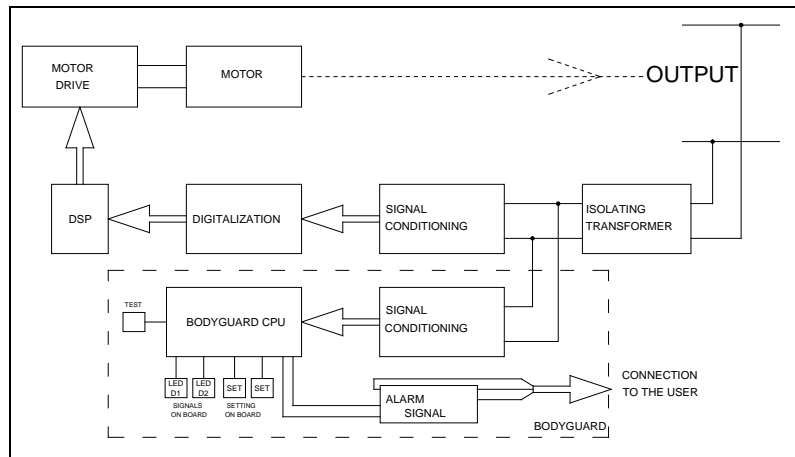 MOTOR
DRIVE
MOTOR
OUTPUT
DSP
DIGITALIZATION
SIGNAL
CONDITIONING
ISOLATING
TRANSFORMER
TEST
BODYGUARD CPU
SIGNAL
CONDITIONING
LED
D1
LED
D2
SET
SET
SIGNALS
ON BOARD
SETTING
ON BOARD
ALARM
SIGNAL
CONNECTION
TO THE USER
BODYGUARD